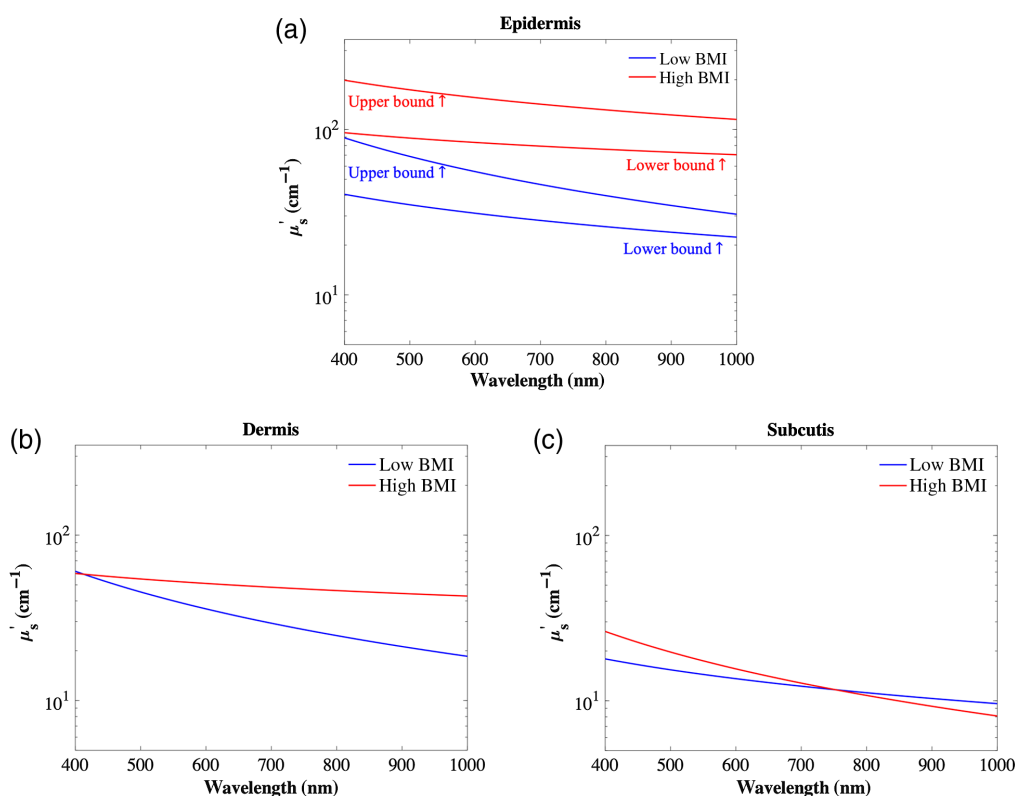 (a)
Epidermis
Low BMI
High BMI
Upper bound ↑
Lower bound ↑
Upper bound ↑
Lower bound ↑
10²
10¹
μs' (cm⁻¹)
400 500 600 700 800 900 1000
Wavelength (nm)
(b)
Dermis
Low BMI
High BMI
10²
10¹
μs' (cm⁻¹)
400 500 600 700 800 900 1000
Wavelength (nm)
(c)
Subcutis
Low BMI
High BMI
10²
10¹
μs' (cm⁻¹)
400 500 600 700 800 900 1000
Wavelength (nm)